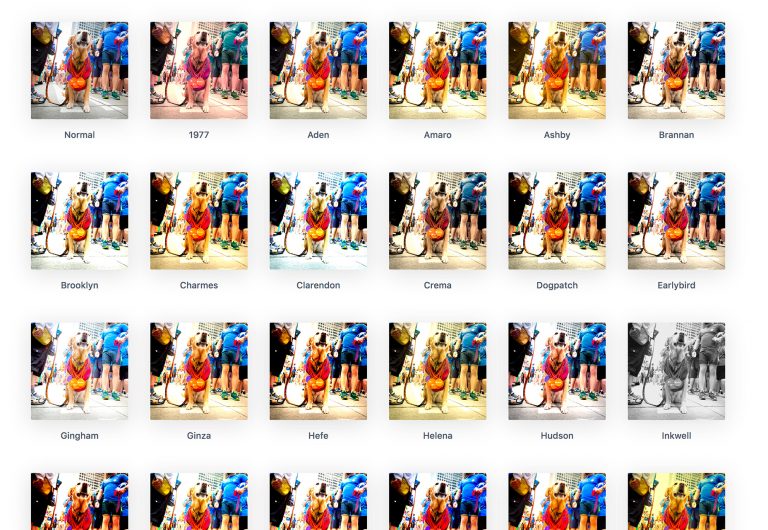 Normal
1977
Aden
Amaro
Ashby
Brannan
Brooklyn
Charmes
Clarendon
Crema
Dogpatch
Earlybird
Gingham
Ginza
Hefe
Helena
Hudson
Inkwell